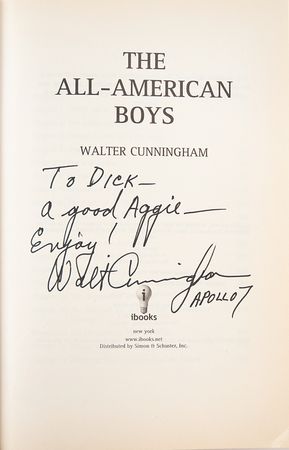 THE
ALL-AMERICAN
BOYS
WALTER CUNNINGHAM
To Dick—
a good Aggie—
Enjoy!
Walt Cunningham
APOLLO 7
i
ibooks
new york
www.ibooks.net
Distributed by Simon & Schuster, Inc.